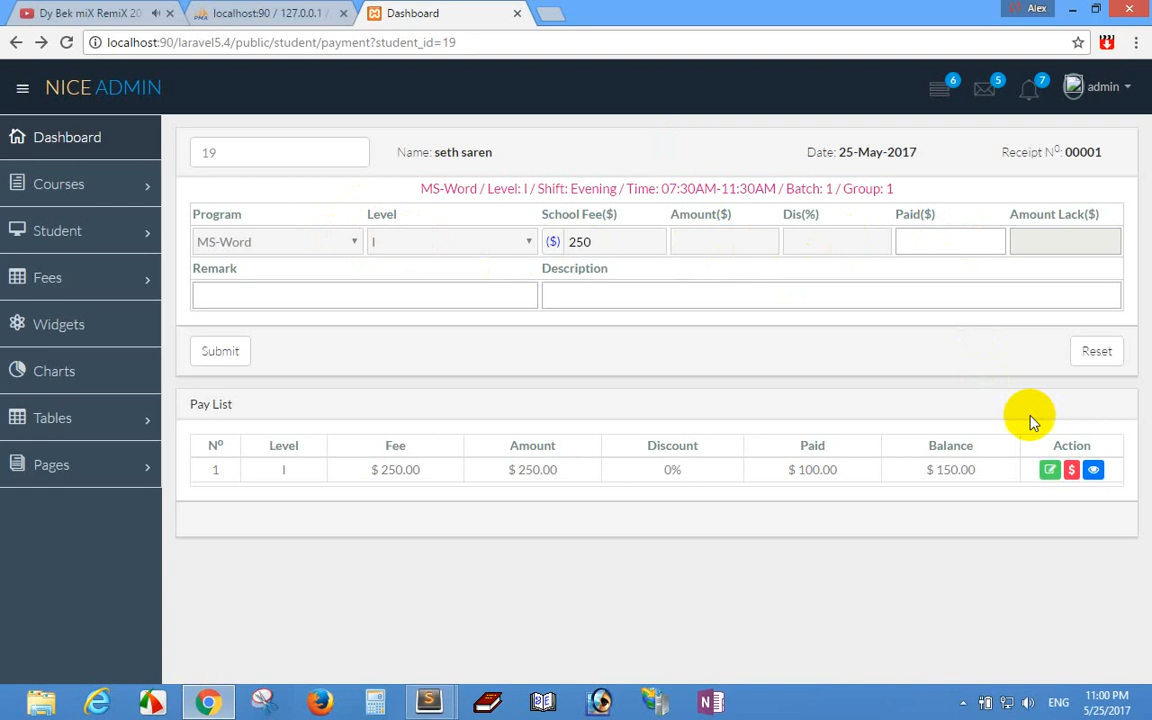 Dy Bek miX RemiX 20
localhost:90 / 127.0.0.1 /
Dashboard
Alex
localhost:90/laravel5.4/public/student/payment?student_id=19
NICE ADMIN
6
5
7
admin
Dashboard
Courses
Student
Fees
Widgets
Charts
Tables
Pages
19
Name: seth saren
Date: 25-May-2017
Receipt Nº: 00001
MS-Word / Level: I / Shift: Evening / Time: 07:30AM-11:30AM / Batch: 1 / Group: 1
Program Level School Fee($) Amount($) Dis(%) Paid($) Amount Lack($)
MS-Word I ($) 250
Remark Description
Submit Reset
Pay List
Nº Level Fee Amount Discount Paid Balance Action
1 I $ 250.00 $ 250.00 0% $ 100.00 $ 150.00 $
ENG
11:00 PM
5/25/2017